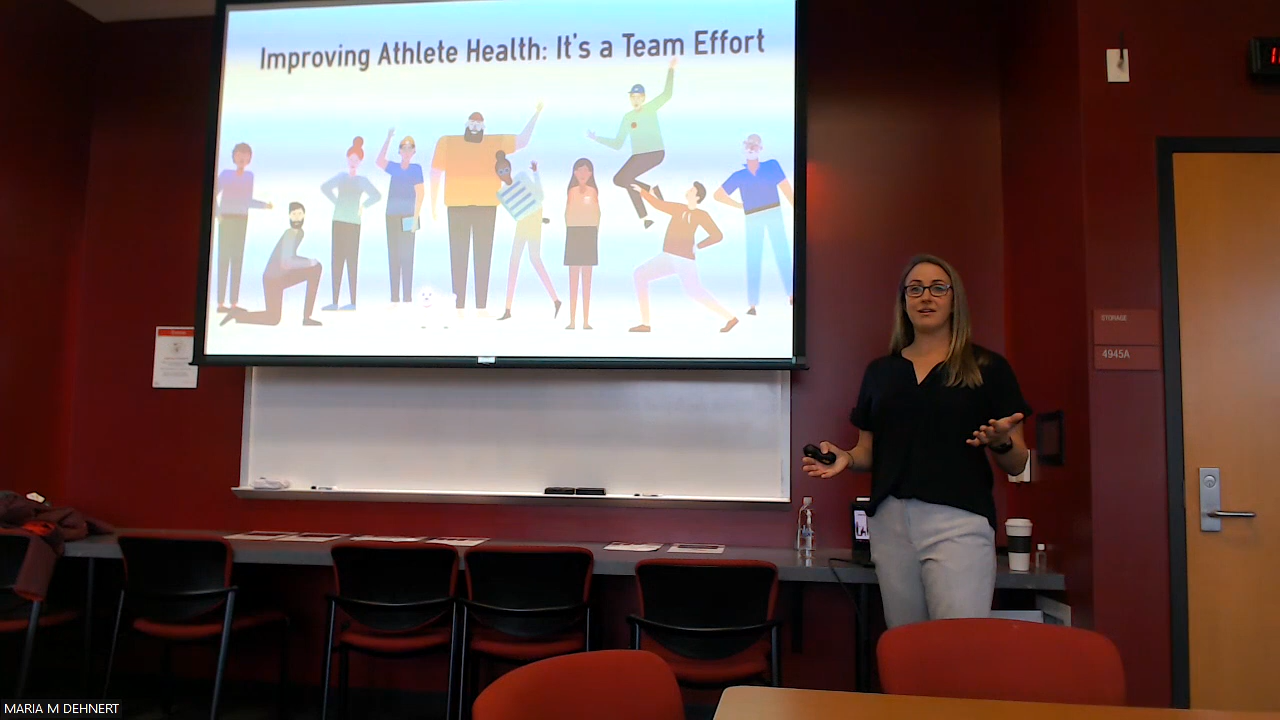 Improving Athlete Health: It's a Team Effort
STORAGE
4945A
MARIA M DEHNERT